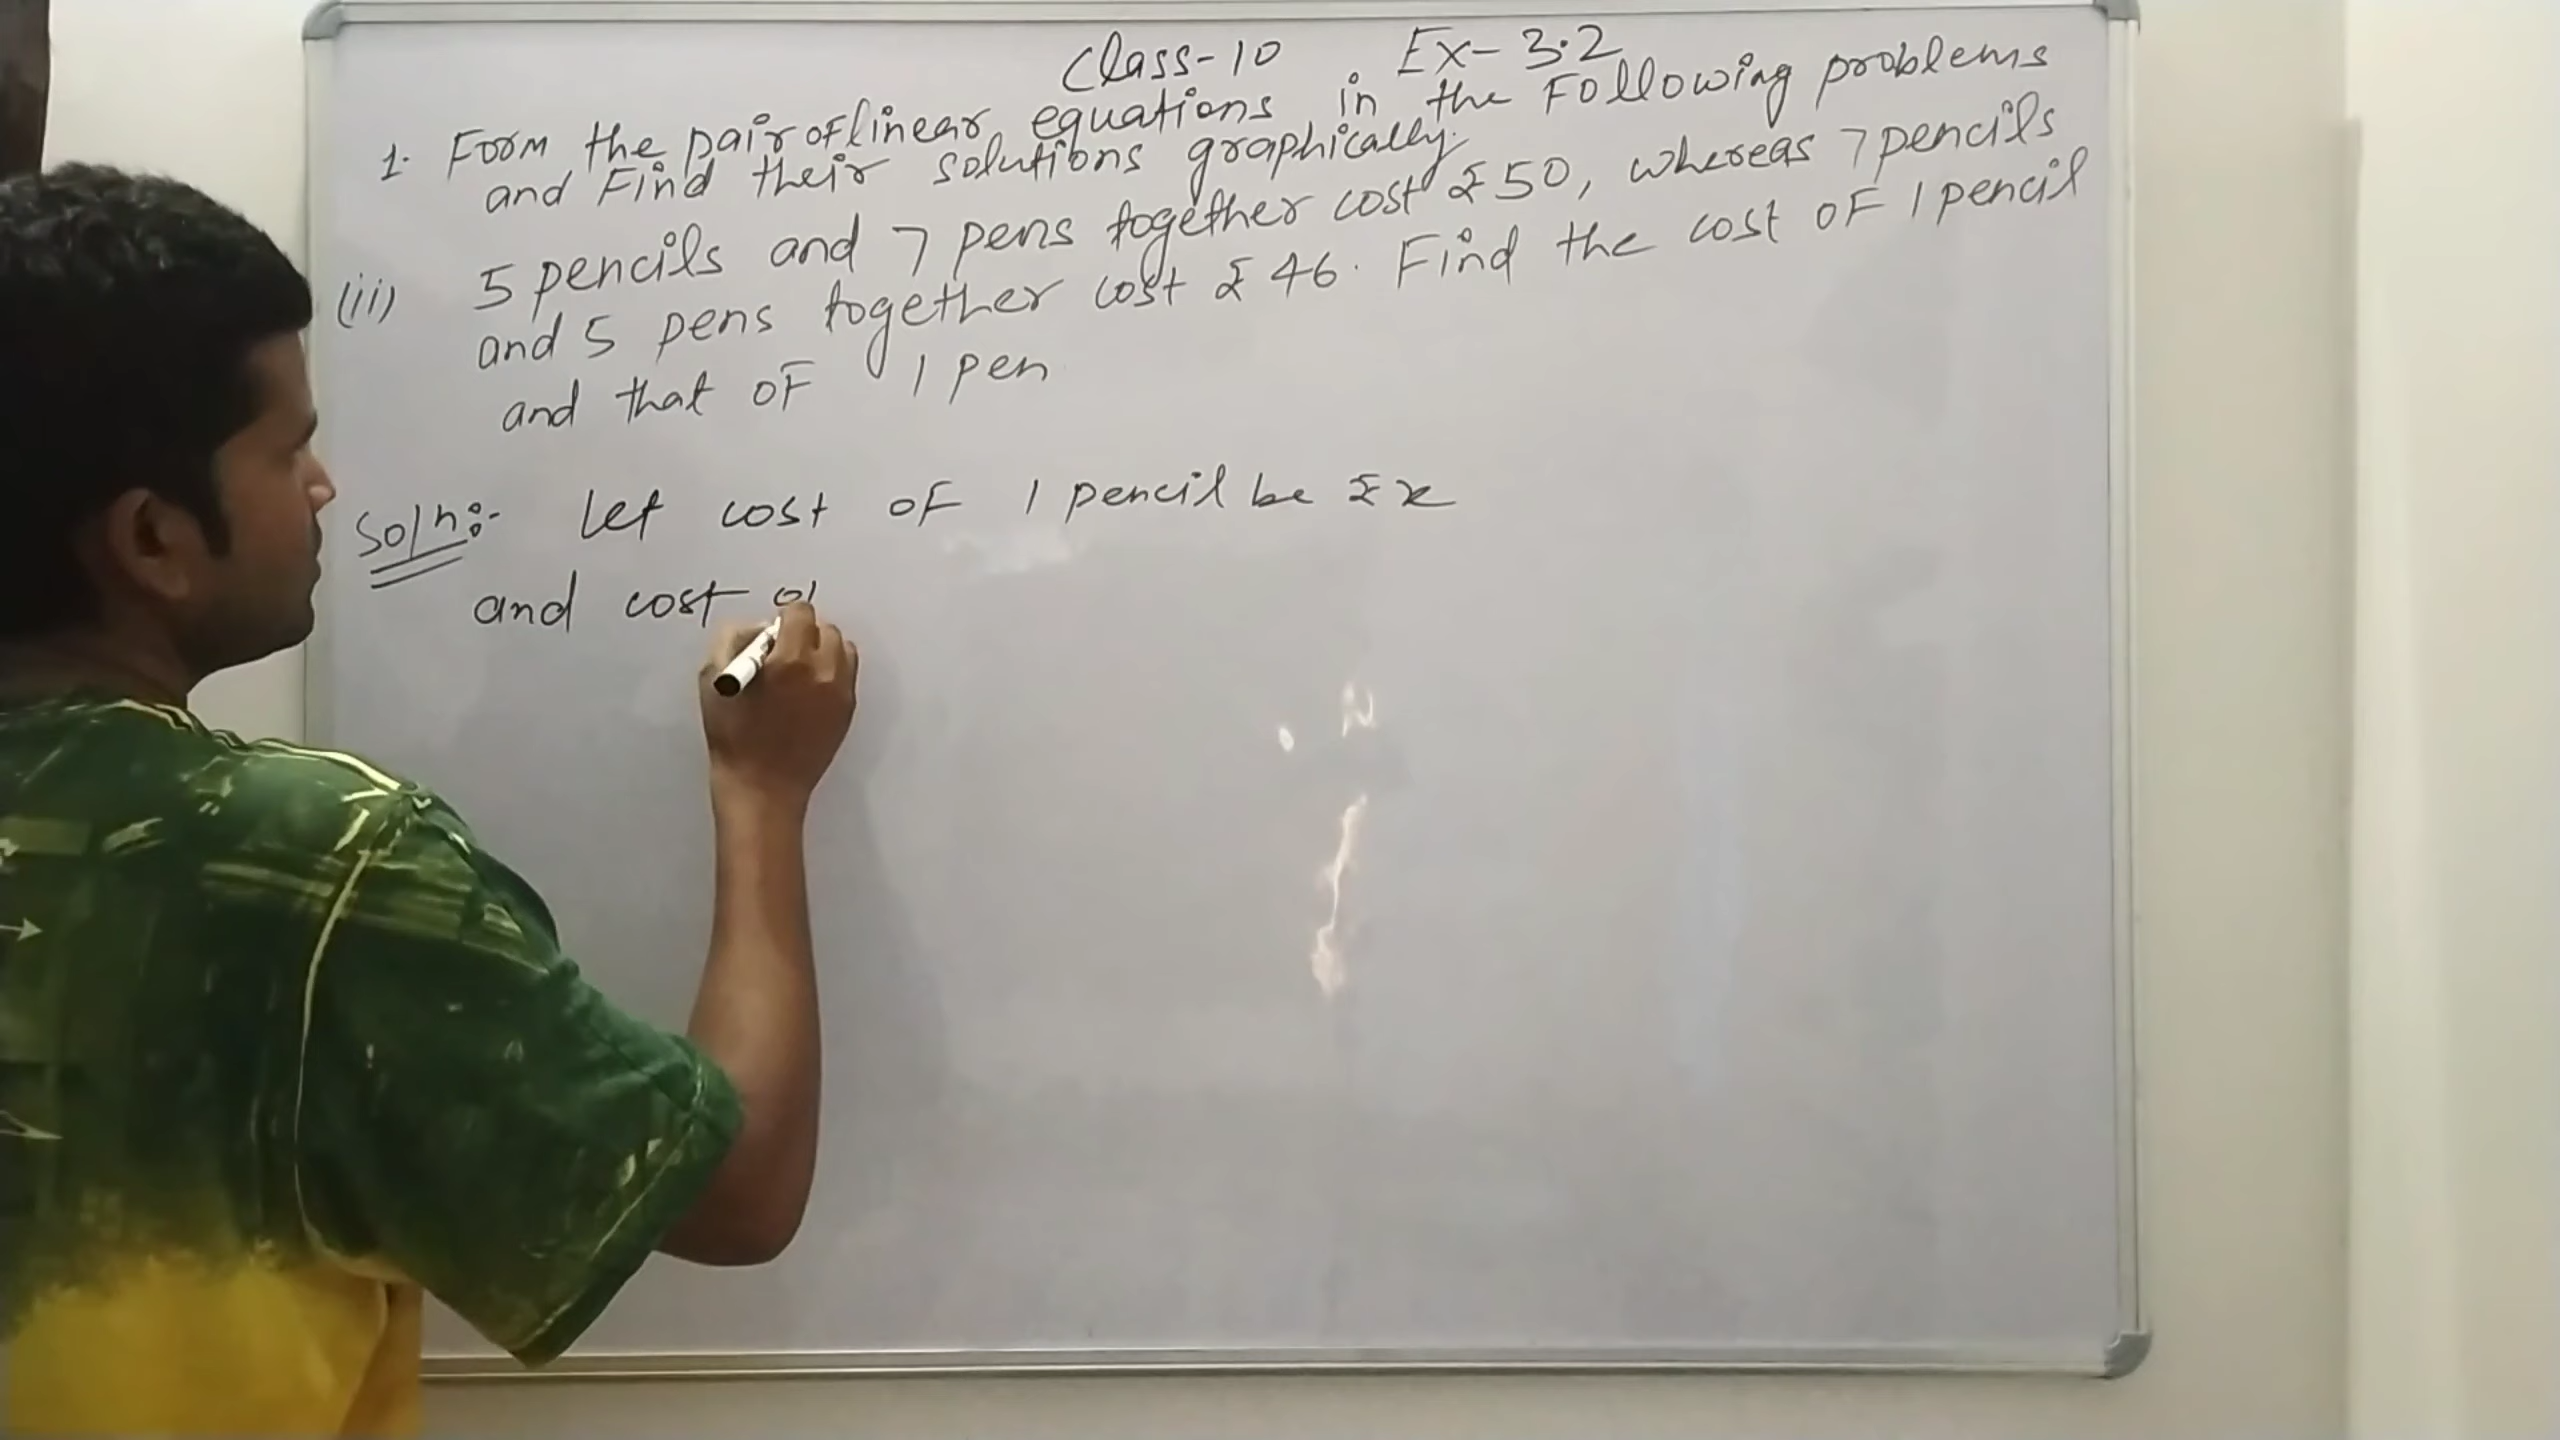 Class-10 Ex-3.2
1. Form the pair of linear equations in the Following problems
and Find their solutions graphically.
(ii) 5 pencils and 7 pens together cost ₹50, whereas 7 pencils
and 5 pens together cost ₹46. Find the cost of 1 pencil
and that of 1 pen
Soln:- Let cost of 1 pencil be ₹x
and cost